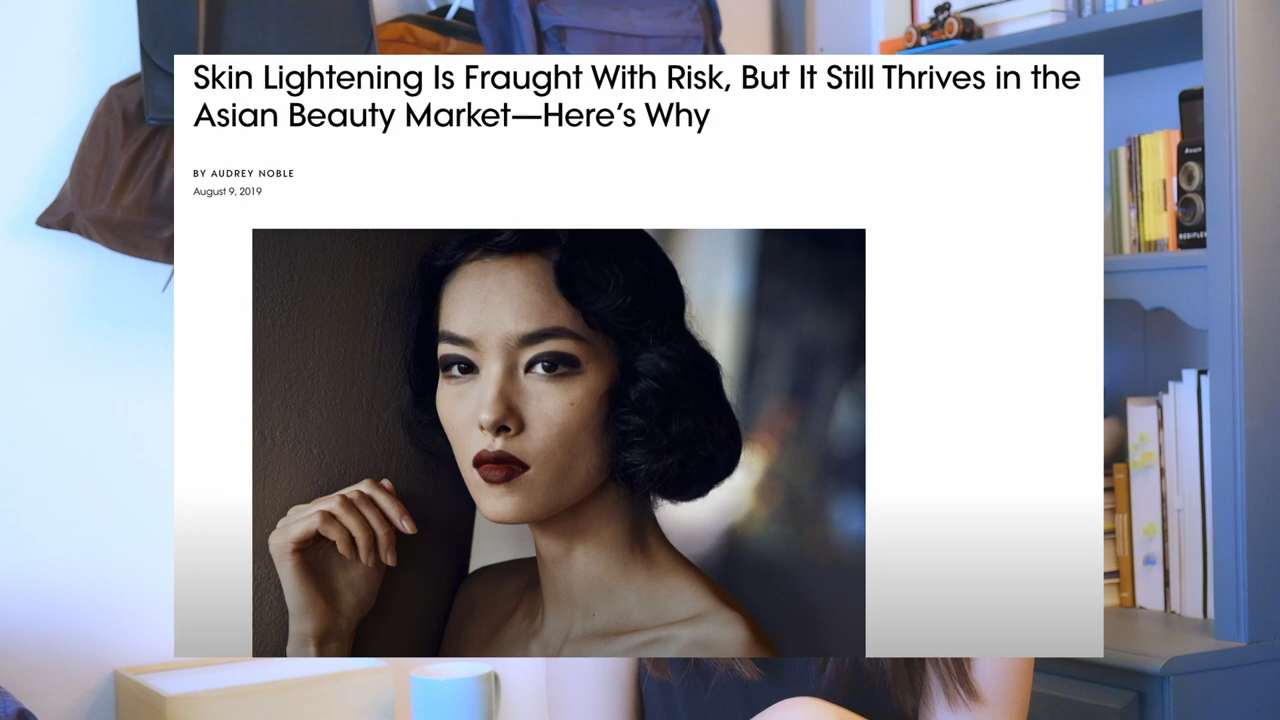 Skin Lightening Is Fraught With Risk, But It Still Thrives in the
Asian Beauty Market—Here's Why
BY AUDREY NOBLE
August 9, 2019